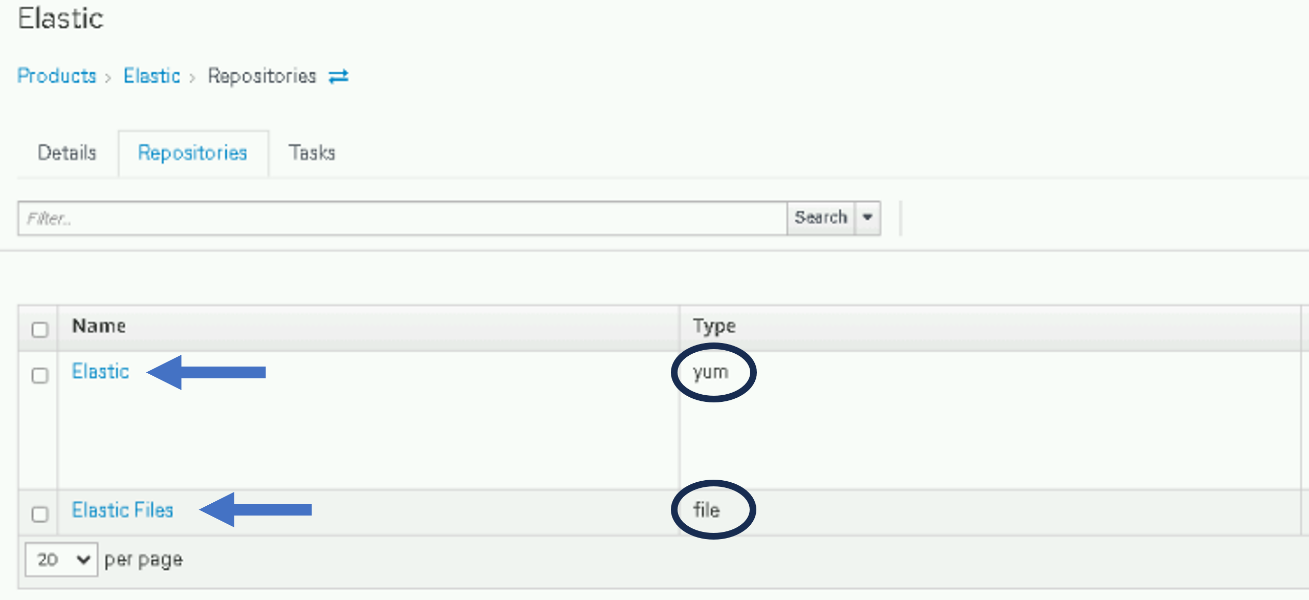 Elastic
Products › Elastic › Repositories ⇄
Details Repositories Tasks
Filter... Search
Name Type
Elastic yum
Elastic Files file
20 per page